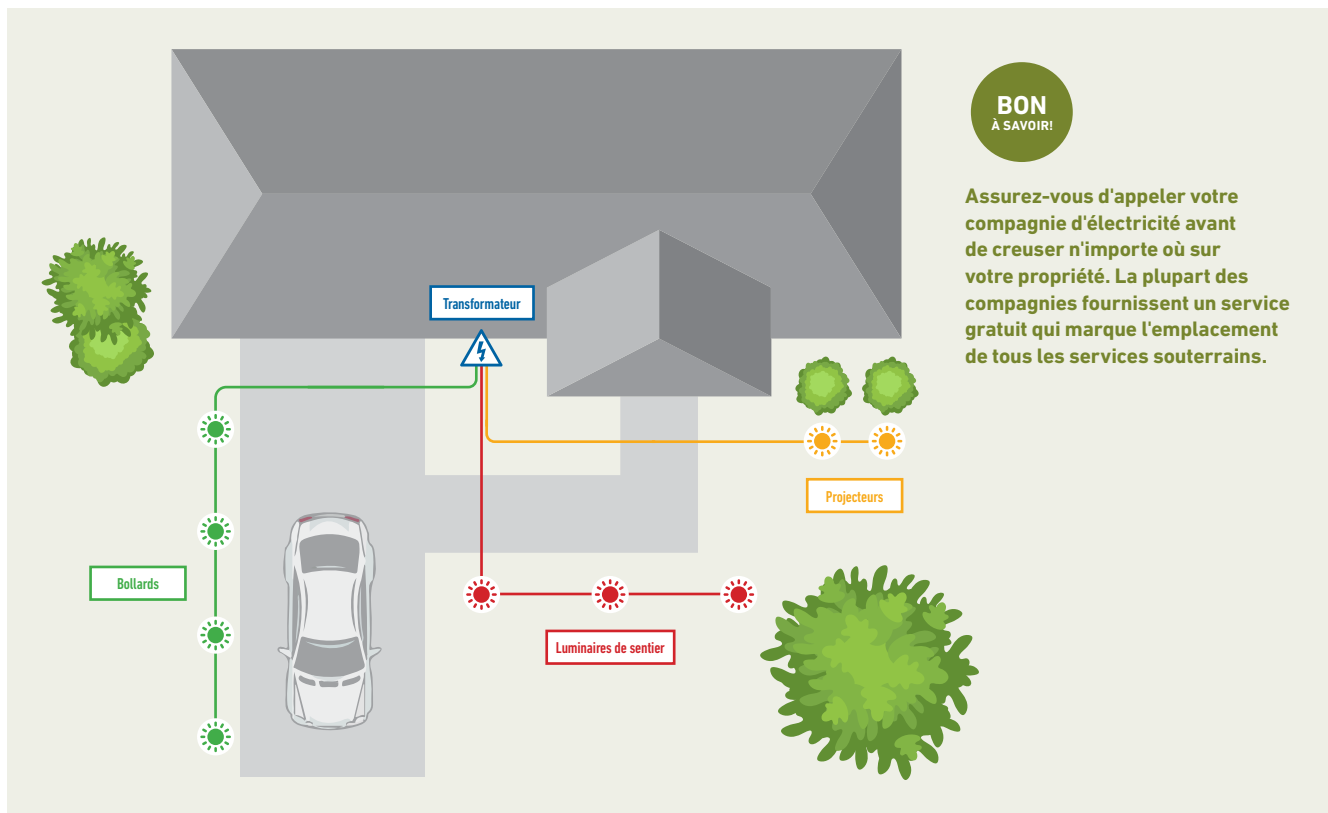 BON
À SAVOIR!
Assurez-vous d'appeler votre
compagnie d'électricité avant
de creuser n'importe où sur
votre propriété. La plupart des
compagnies fournissent un service
gratuit qui marque l'emplacement
de tous les services souterrains.
Transformateur
Projecteurs
Bollards
Luminaires de sentier